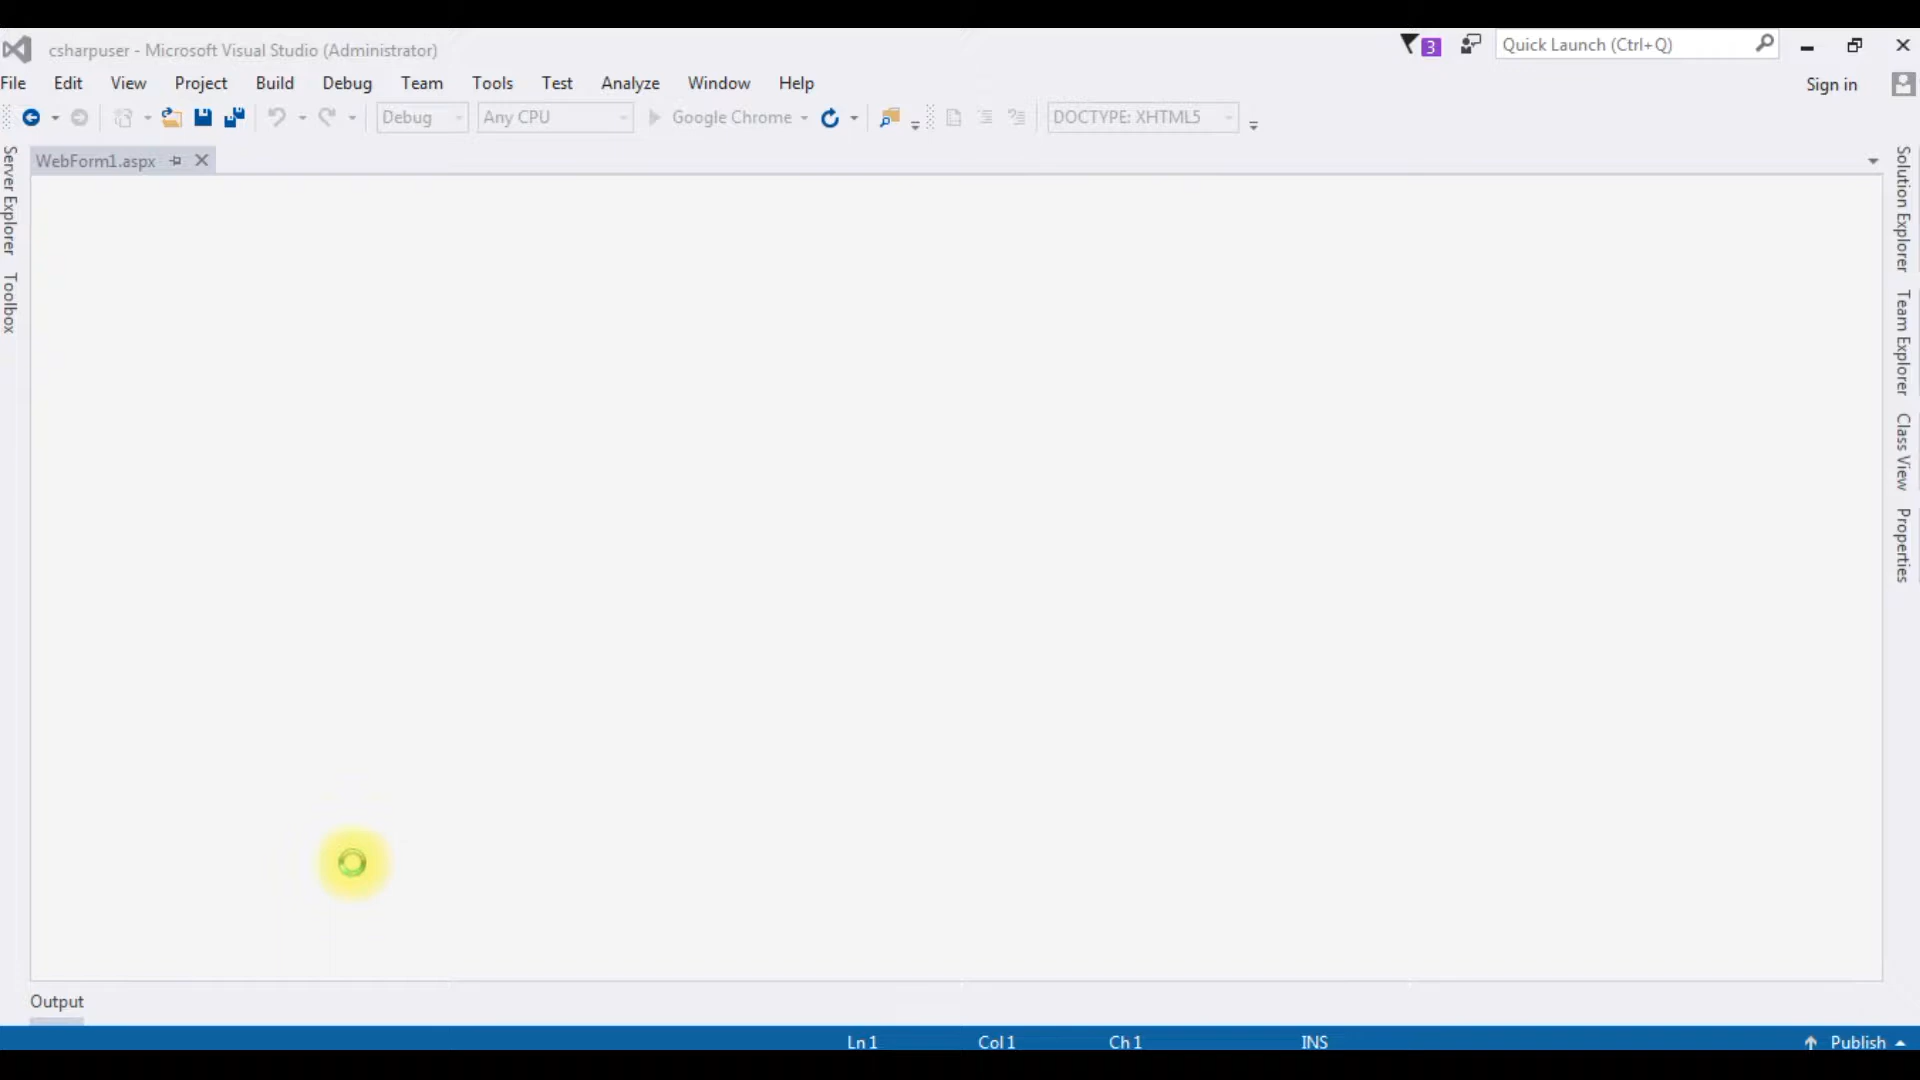 csharpuser - Microsoft Visual Studio (Administrator)
3
Quick Launch (Ctrl+Q)
File Edit View Project Build Debug Team Tools Test Analyze Window Help
Sign in
Debug
Any CPU
Google Chrome
DOCTYPE: XHTML5
WebForm1.aspx
Server Explorer
Toolbox
Solution Explorer
Team Explorer
Class View
Properties
Output
Ln 1 Col 1 Ch 1 INS
Publish